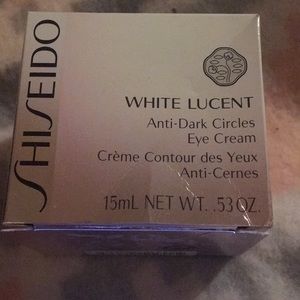 SHISEIDO
WHITE LUCENT
Anti-Dark Circles
Eye Cream
Crème Contour des Yeux
Anti-Cernes
15mL NET WT. .53 OZ.